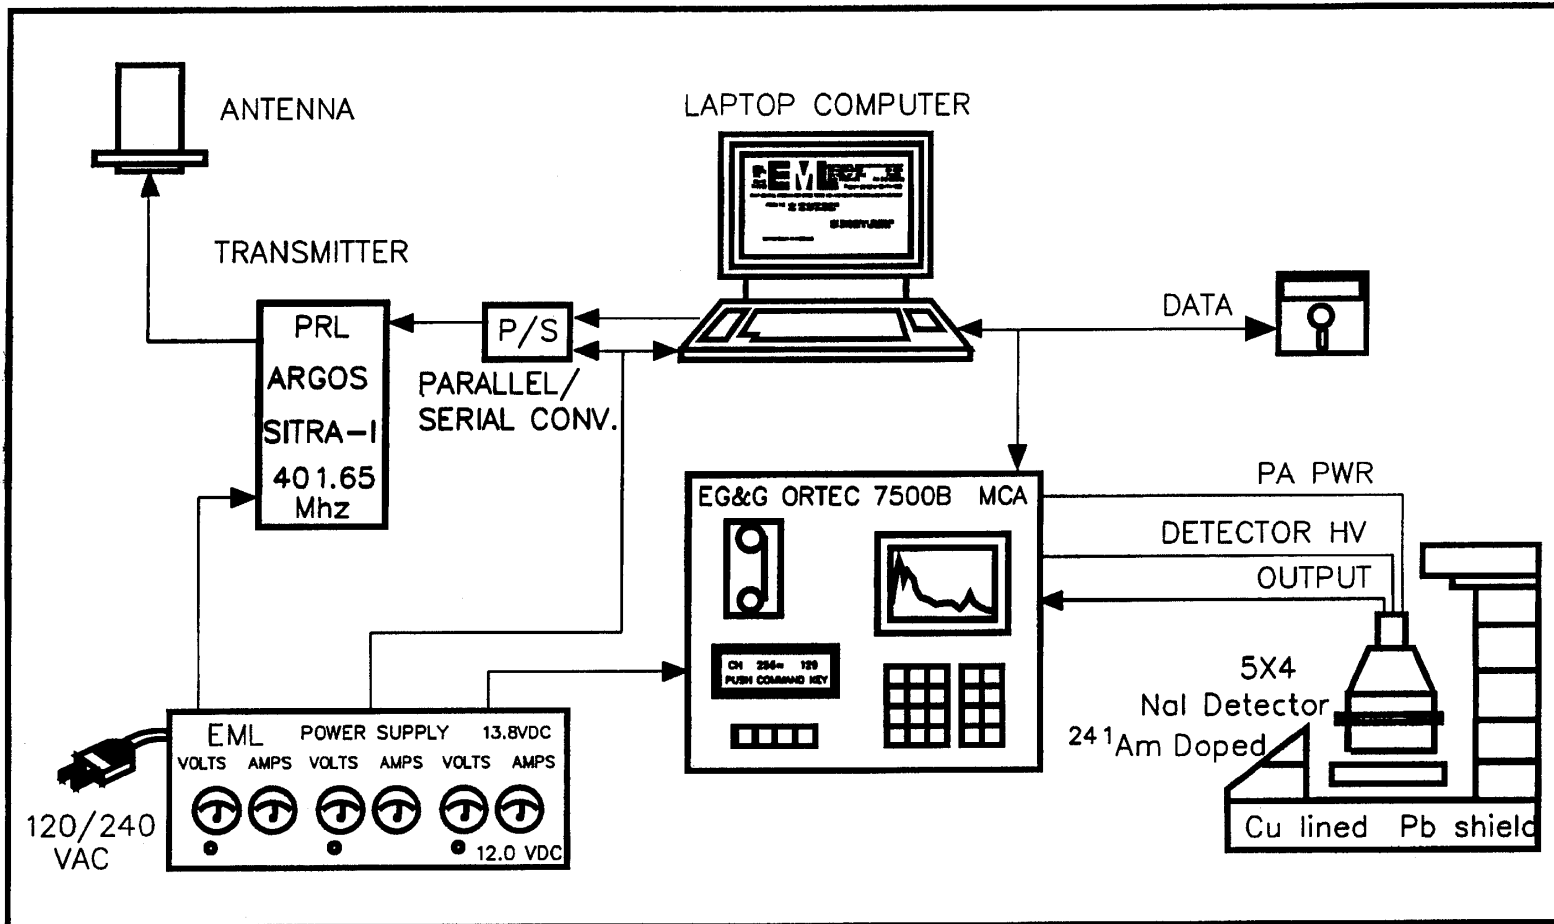 ANTENNA
LAPTOP COMPUTER
EML
TRANSMITTER
DATA
PRL
ARGOS
SITRA-I
401.65
Mhz
P/S
PARALLEL/
SERIAL CONV.
EG&G ORTEC 7500B MCA
PA PWR
DETECTOR HV
OUTPUT
CH 256= 129
PUSH COMMAND KEY
5X4
NaI Detector
241Am Doped
Cu lined Pb shield
EML POWER SUPPLY 13.8VDC
VOLTS AMPS VOLTS AMPS VOLTS AMPS
12.0 VDC
120/240
VAC